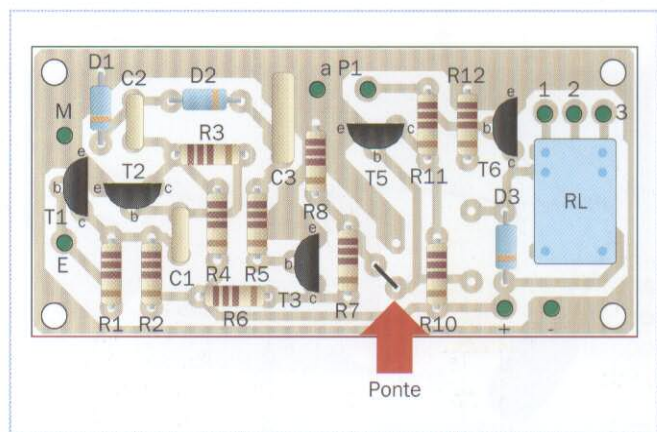 D1
C2
D2
a P1
R12
1 2 3
M
R3
e
e
e
b
c
T2
b
c
T5
b
c
T6
e
b
c
T1
C3
R8
R11
D3
RL
E
C1
R4
R5
e
b
c
T3
R1
R2
R6
R7
R10
+
-
Ponte